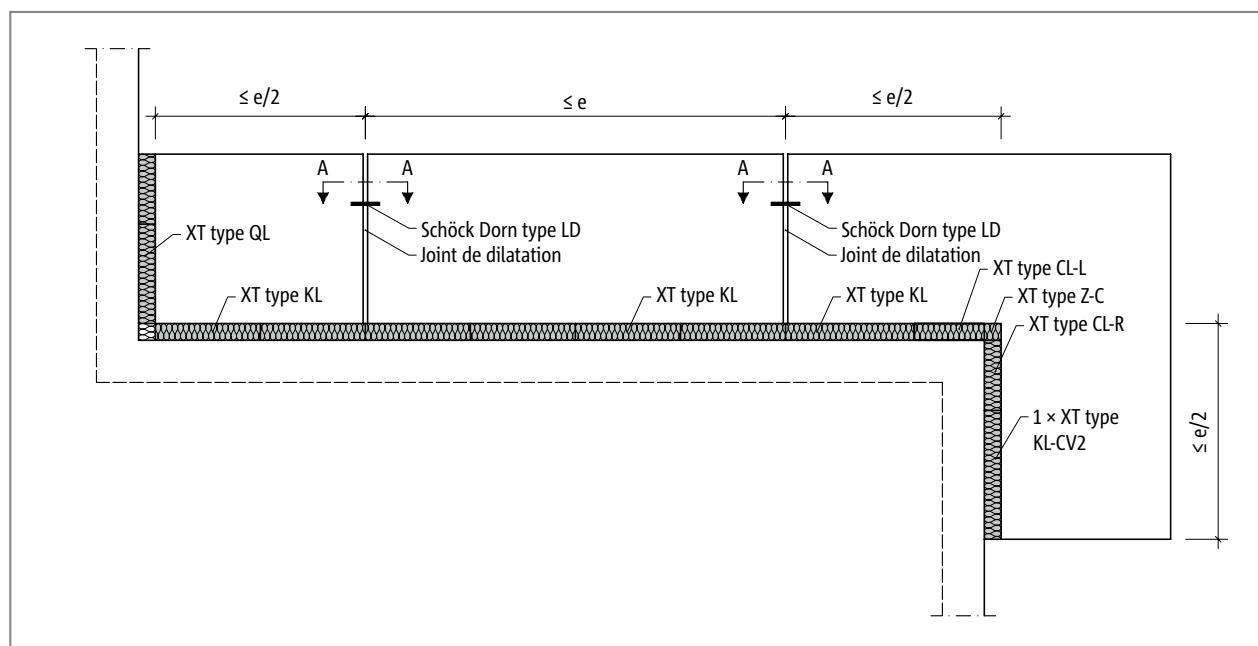 ≤ e/2
≤ e
≤ e/2
A
A
A
A
Schöck Dorn type LD
Joint de dilatation
Schöck Dorn type LD
Joint de dilatation
XT type QL
XT type CL-L
XT type KL
XT type KL
XT type KL
XT type Z-C
XT type CL-R
1 × XT type
KL-CV2
≤ e/2